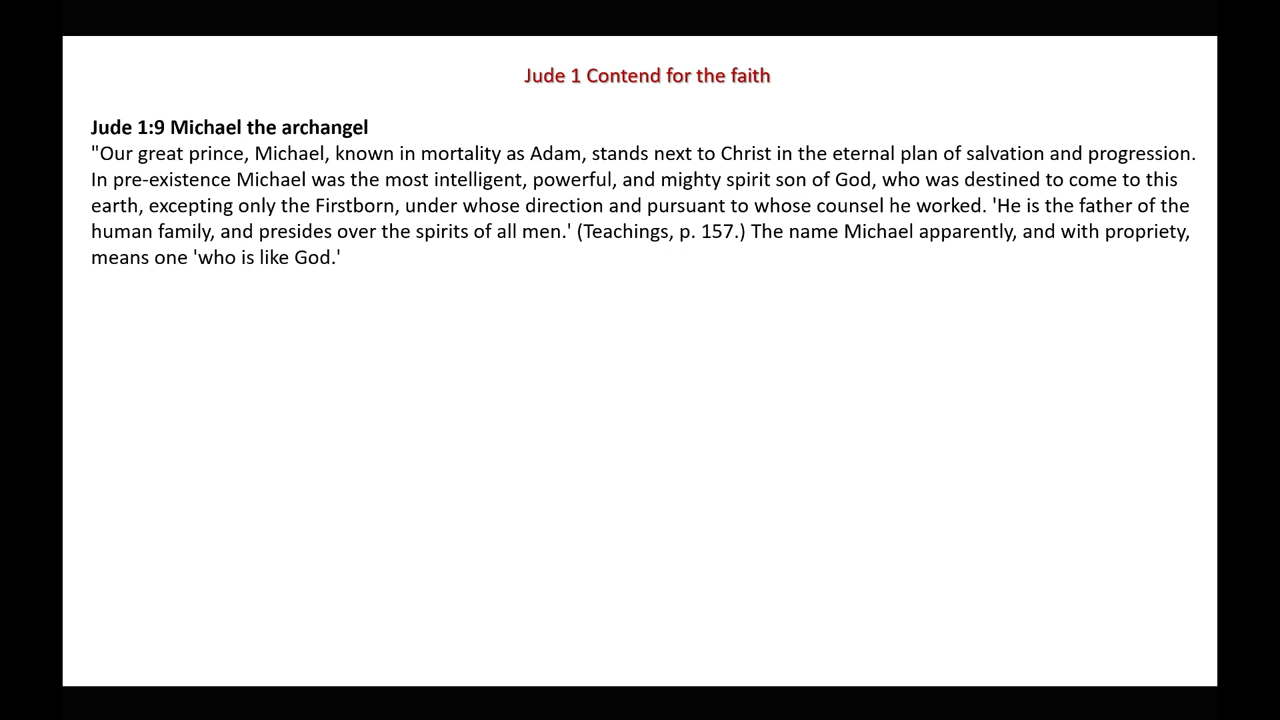 Jude 1 Contend for the faith
Jude 1:9 Michael the archangel
"Our great prince, Michael, known in mortality as Adam, stands next to Christ in the eternal plan of salvation and progression.
In pre-existence Michael was the most intelligent, powerful, and mighty spirit son of God, who was destined to come to this
earth, excepting only the Firstborn, under whose direction and pursuant to whose counsel he worked. 'He is the father of the
human family, and presides over the spirits of all men.' (Teachings, p. 157.) The name Michael apparently, and with propriety,
means one 'who is like God.'